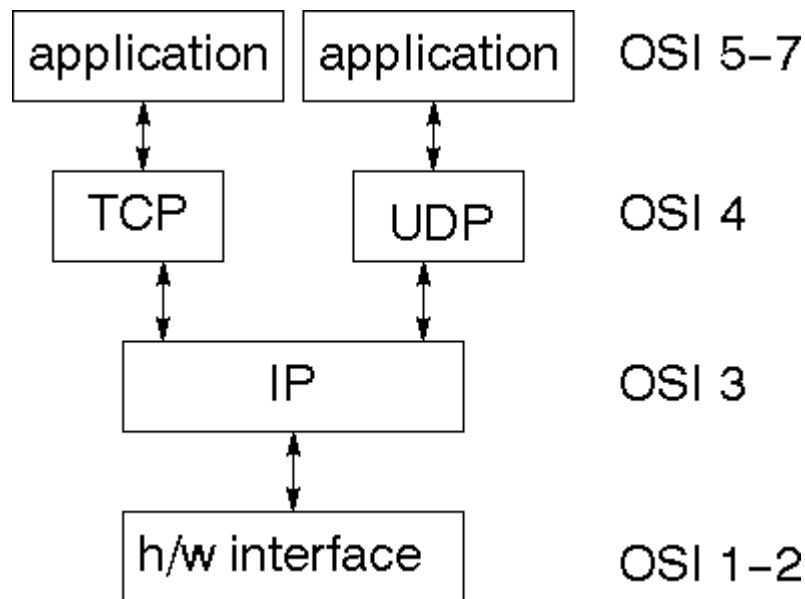 application application OSI 5–7
TCP UDP OSI 4
IP OSI 3
h/w interface OSI 1–2